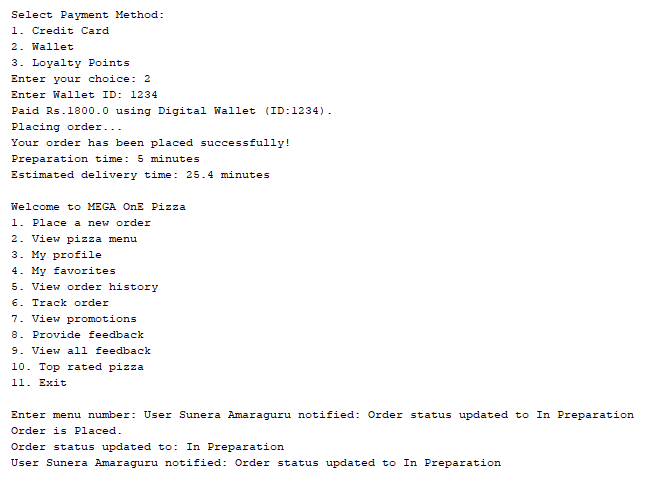 Select Payment Method:
1. Credit Card
2. Wallet
3. Loyalty Points
Enter your choice: 2
Enter Wallet ID: 1234
Paid Rs.1800.0 using Digital Wallet (ID:1234).
Placing order...
Your order has been placed successfully!
Preparation time: 5 minutes
Estimated delivery time: 25.4 minutes

Welcome to MEGA OnE Pizza
1. Place a new order
2. View pizza menu
3. My profile
4. My favorites
5. View order history
6. Track order
7. View promotions
8. Provide feedback
9. View all feedback
10. Top rated pizza
11. Exit

Enter menu number: User Sunera Amaraguru notified: Order status updated to In Preparation
Order is Placed.
Order status updated to: In Preparation
User Sunera Amaraguru notified: Order status updated to In Preparation